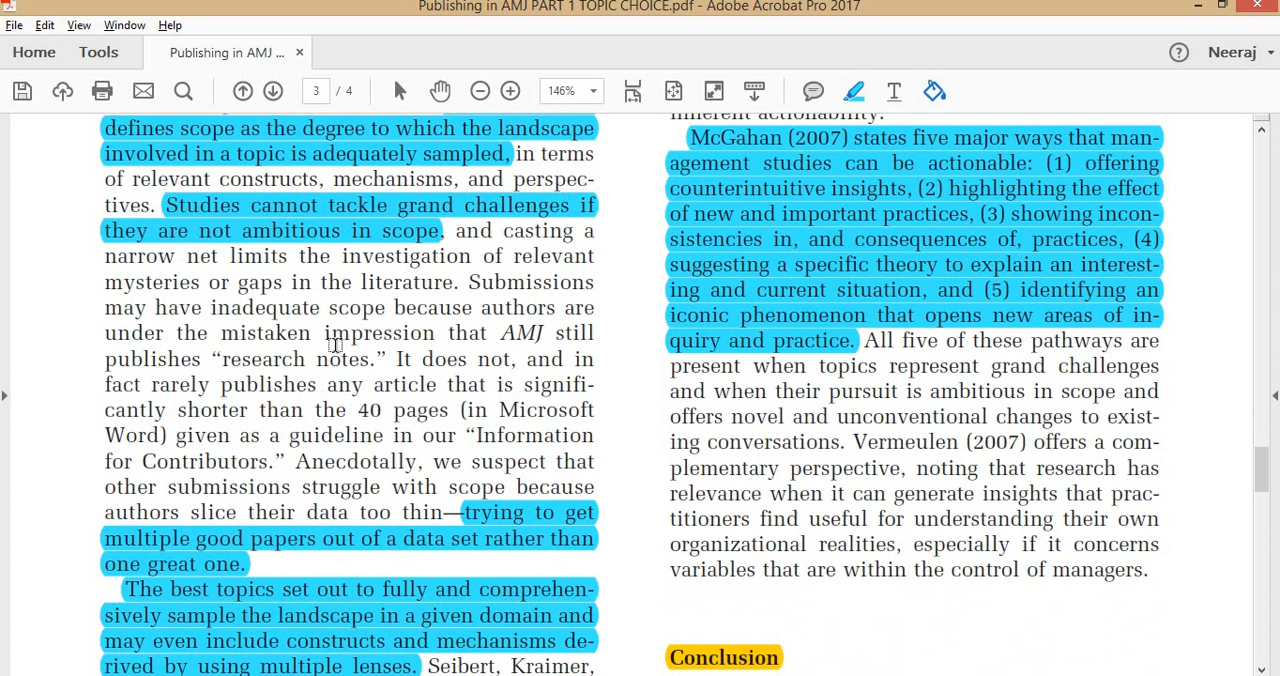 Publishing in AMJ PART 1 TOPIC CHOICE.pdf - Adobe Acrobat Pro 2017
File Edit View Window Help
Home Tools Publishing in AMJ ... × Neeraj
3 / 4 146%
defines scope as the degree to which the landscape
involved in a topic is adequately sampled, in terms
of relevant constructs, mechanisms, and perspec-
tives. Studies cannot tackle grand challenges if
they are not ambitious in scope, and casting a
narrow net limits the investigation of relevant
mysteries or gaps in the literature. Submissions
may have inadequate scope because authors are
under the mistaken impression that AMJ still
publishes “research notes.” It does not, and in
fact rarely publishes any article that is signifi-
cantly shorter than the 40 pages (in Microsoft
Word) given as a guideline in our “Information
for Contributors.” Anecdotally, we suspect that
other submissions struggle with scope because
authors slice their data too thin—trying to get
multiple good papers out of a data set rather than
one great one.
The best topics set out to fully and comprehen-
sively sample the landscape in a given domain and
may even include constructs and mechanisms de-
rived by using multiple lenses. Seibert, Kraimer,
inherent actionability.
McGahan (2007) states five major ways that man-
agement studies can be actionable: (1) offering
counterintuitive insights, (2) highlighting the effect
of new and important practices, (3) showing incon-
sistencies in, and consequences of, practices, (4)
suggesting a specific theory to explain an interest-
ing and current situation, and (5) identifying an
iconic phenomenon that opens new areas of in-
quiry and practice. All five of these pathways are
present when topics represent grand challenges
and when their pursuit is ambitious in scope and
offers novel and unconventional changes to exist-
ing conversations. Vermeulen (2007) offers a com-
plementary perspective, noting that research has
relevance when it can generate insights that prac-
titioners find useful for understanding their own
organizational realities, especially if it concerns
variables that are within the control of managers.
Conclusion